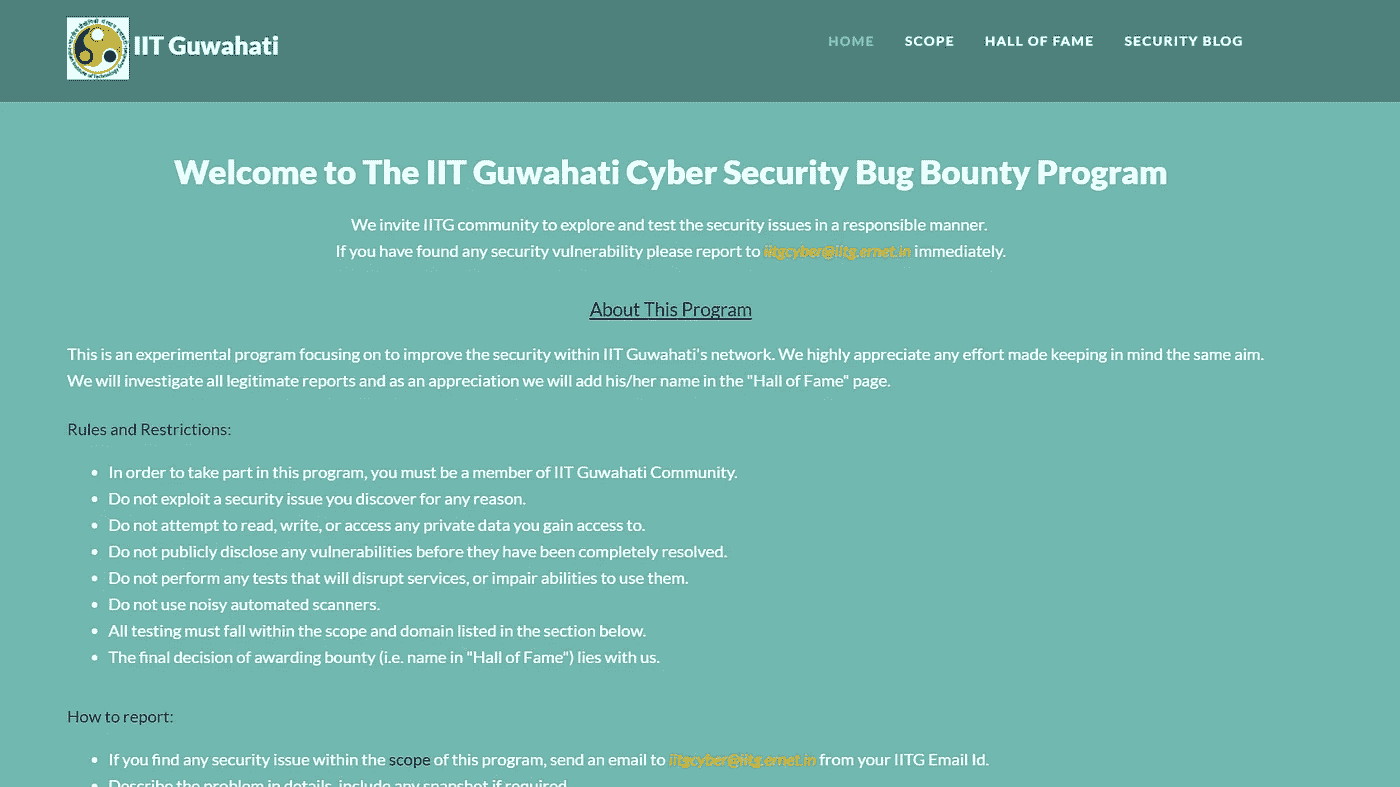 IIT Guwahati
HOME SCOPE HALL OF FAME SECURITY BLOG
Welcome to The IIT Guwahati Cyber Security Bug Bounty Program
We invite IITG community to explore and test the security issues in a responsible manner.
If you have found any security vulnerability please report to iitgcyber@iitg.ernet.in immediately.
About This Program
This is an experimental program focusing on to improve the security within IIT Guwahati's network. We highly appreciate any effort made keeping in mind the same aim.
We will investigate all legitimate reports and as an appreciation we will add his/her name in the "Hall of Fame" page.
Rules and Restrictions:
• In order to take part in this program, you must be a member of IIT Guwahati Community.
• Do not exploit a security issue you discover for any reason.
• Do not attempt to read, write, or access any private data you gain access to.
• Do not publicly disclose any vulnerabilities before they have been completely resolved.
• Do not perform any tests that will disrupt services, or impair abilities to use them.
• Do not use noisy automated scanners.
• All testing must fall within the scope and domain listed in the section below.
• The final decision of awarding bounty (i.e. name in "Hall of Fame") lies with us.
How to report:
• If you find any security issue within the scope of this program, send an email to iitgcyber@iitg.ernet.in from your IITG Email Id.
• Describe the problem in details, include any snapshot if required.